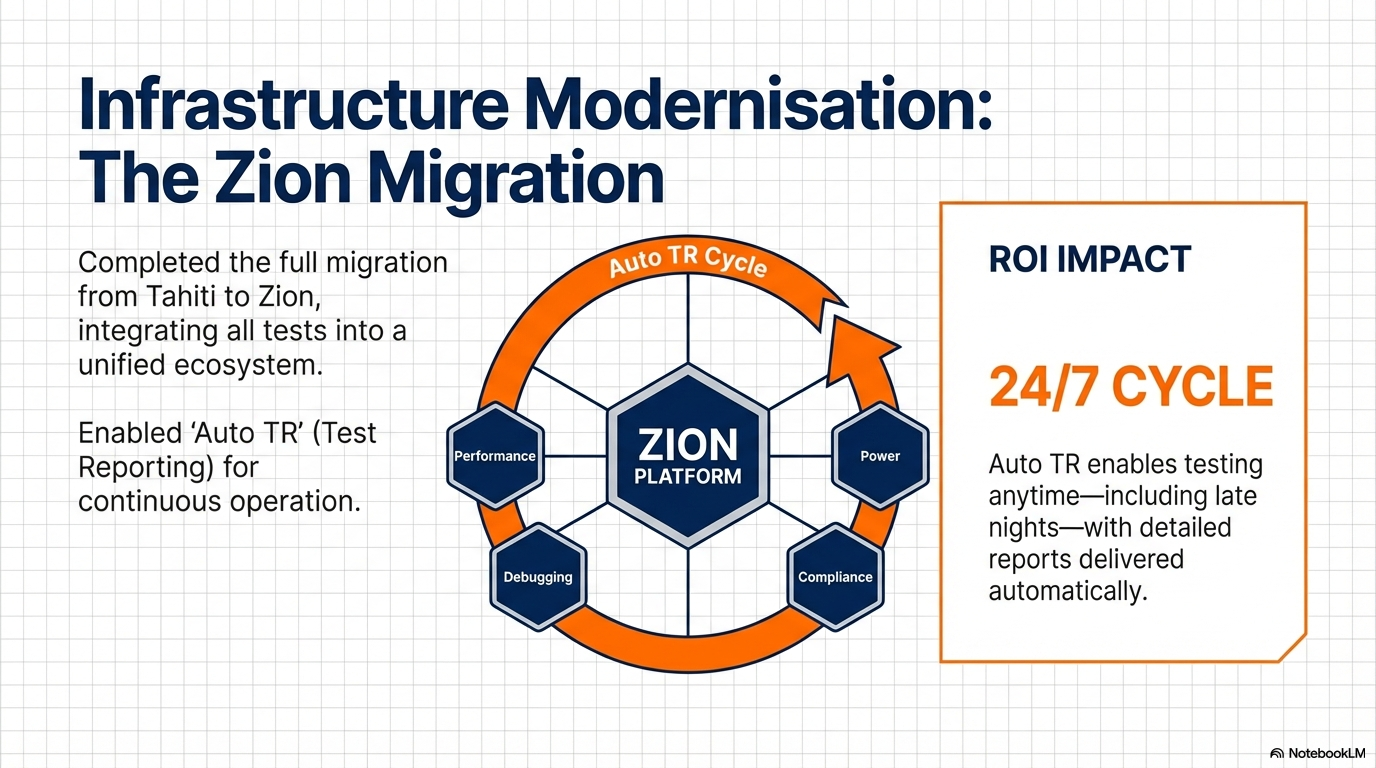 Infrastructure Modernisation:
The Zion Migration
Completed the full migration
from Tahiti to Zion,
integrating all tests into a
unified ecosystem.
Enabled ‘Auto TR’ (Test
Reporting) for
continuous operation.
Auto TR Cycle
ZION
PLATFORM
Performance
Power
Debugging
Compliance
ROI IMPACT
24/7 CYCLE
Auto TR enables testing
anytime—including late
nights—with detailed
reports delivered
automatically.
NotebookLM